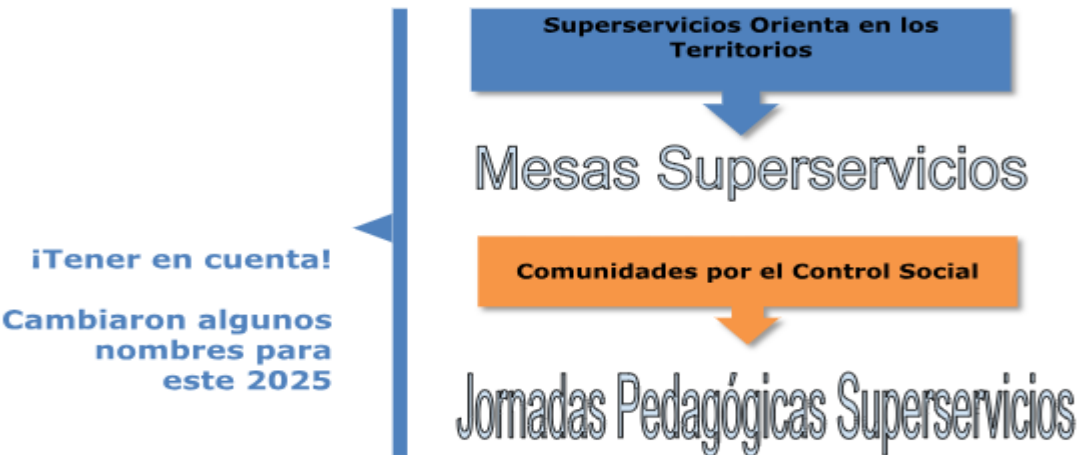 ¡Tener en cuenta!
Cambiaron algunos
nombres para
este 2025
Superservicios Orienta en los
Territorios
Mesas Superservicios
Comunidades por el Control Social
Jornadas Pedagógicas Superservicios